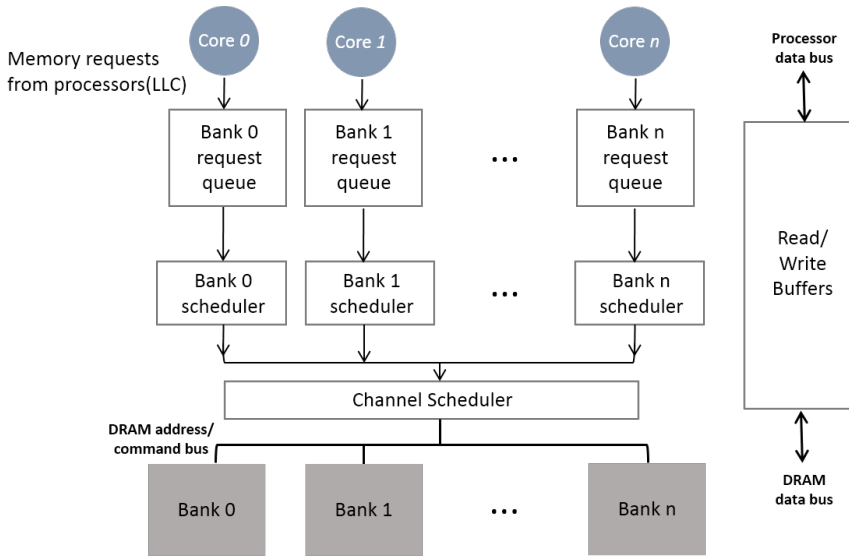 Core 0
Core 1
Core n
Memory requests
from processors(LLC)
Processor
data bus
Bank 0
request
queue
Bank 1
request
queue
...
Bank n
request
queue
Read/
Write
Buffers
Bank 0
scheduler
Bank 1
scheduler
...
Bank n
scheduler
Channel Scheduler
DRAM address/
command bus
Bank 0
Bank 1
...
Bank n
DRAM
data bus